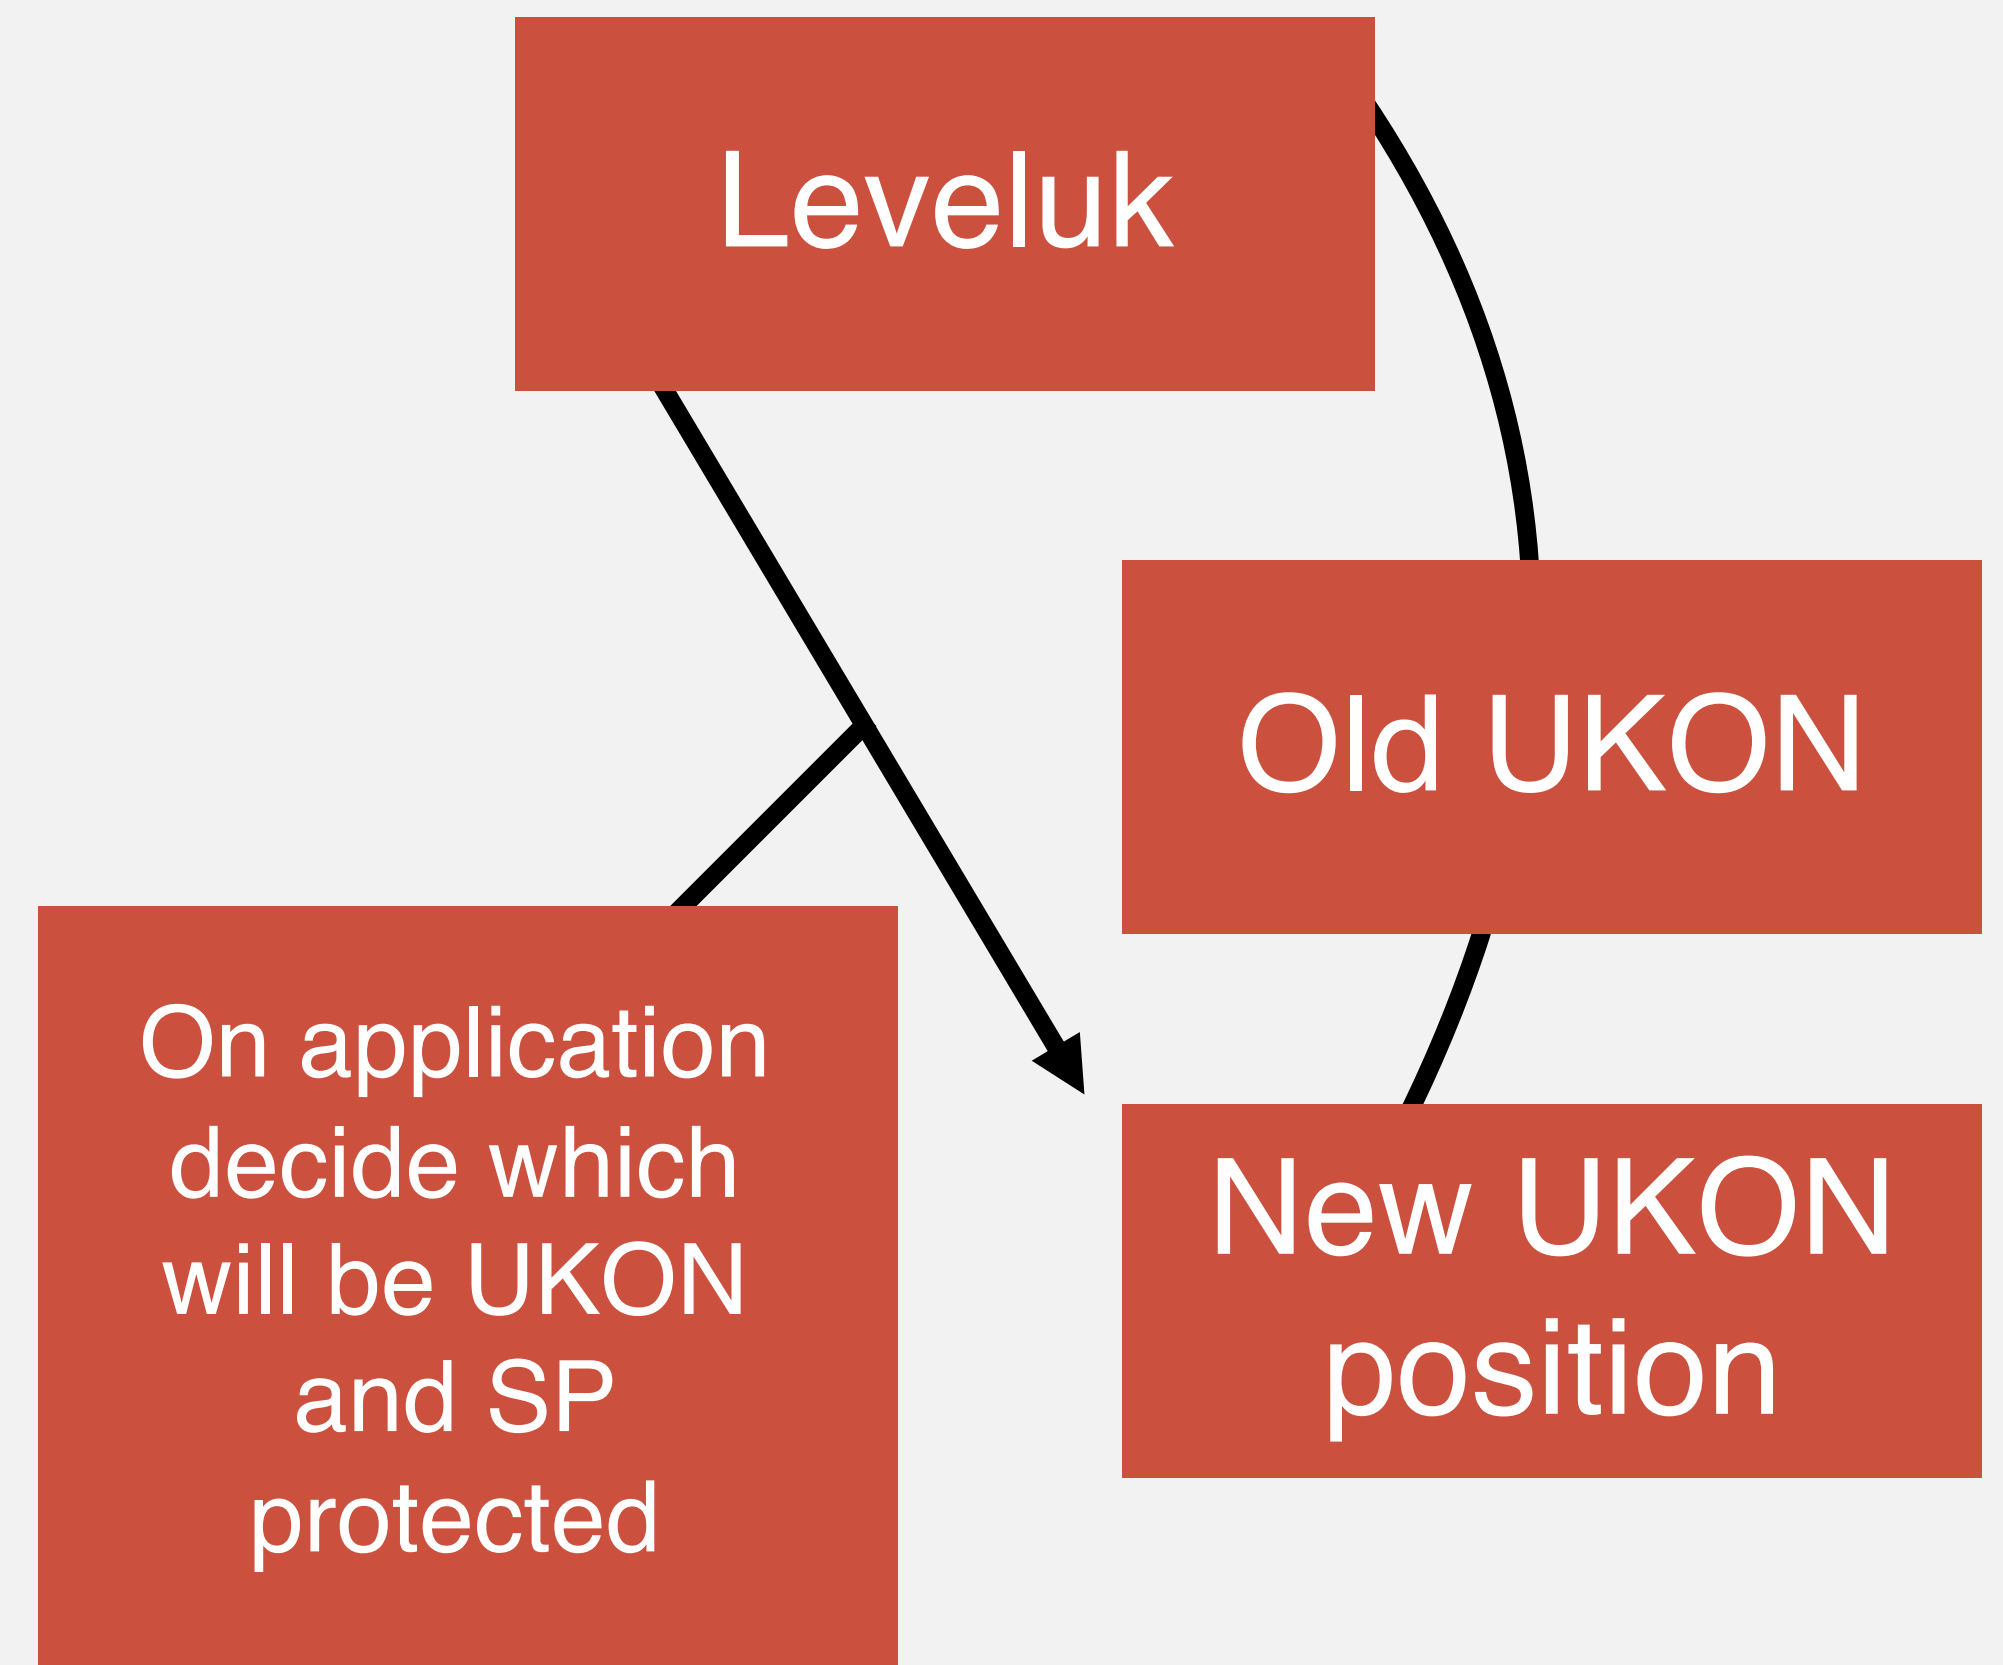 Leveluk
Old UKON
On application
decide which
will be UKON
and SP
protected
New UKON
position